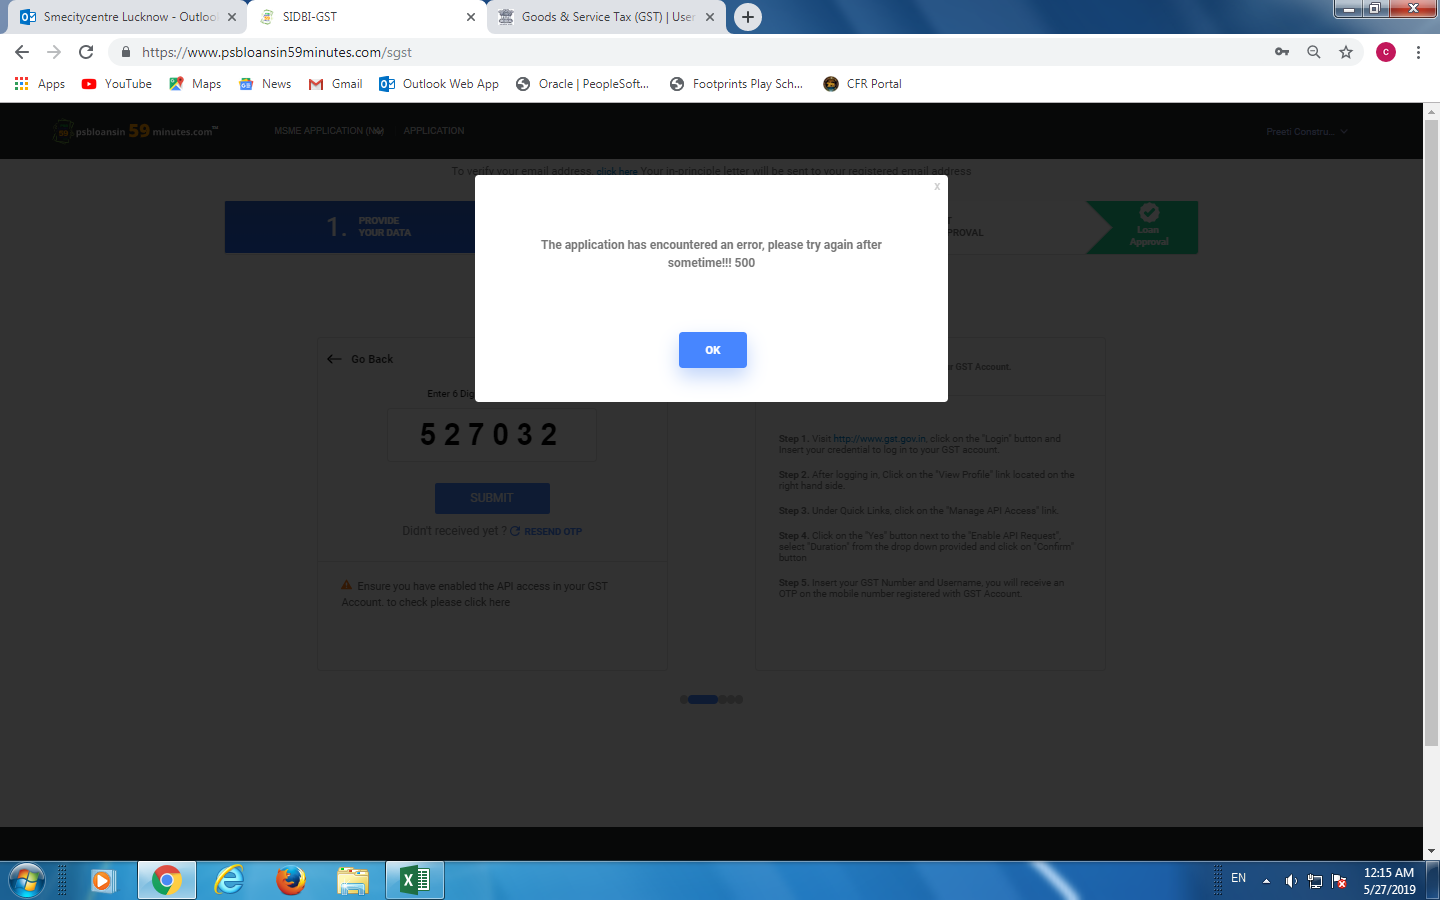 Smecitycentre Lucknow - Outloo
SIDBI-GST
Goods & Service Tax (GST) | User
https://www.psbloansin59minutes.com/sgst
C
Apps
YouTube
Maps
News
Gmail
Outlook Web App
Oracle | PeopleSoft...
Footprints Play Sch...
CFR Portal
psbloansin 59 minutes.com
MSME APPLICATION
APPLICATION
Preeti Constru...
To verify your email address, click here Your in-principle letter will be sent to your registered email address
1. PROVIDE
YOUR DATA
PROVAL
Loan
Approval
x
The application has encountered an error, please try again after
sometime!!! 500
OK
Go Back
Enter 6 Dig
527032
SUBMIT
Didn't received yet ? RESEND OTP
Ensure you have enabled the API access in your GST
Account. to check please click here
GST Account.
Step 1. Visit http://www.gst.gov.in, click on the "Login" button and
Insert your credential to log in to your GST account.
Step 2. After logging in, Click on the "View Profile" link located on the
right hand side.
Step 3. Under Quick Links, click on the "Manage API Access" link.
Step 4. Click on the "Yes" button next to the "Enable API Request",
select "Duration" from the drop down provided and click on "Confirm"
button.
Step 5. Insert your GST Number and Username, you will receive an
OTP on the mobile number registered with GST Account.
EN
12:15 AM
5/27/2019